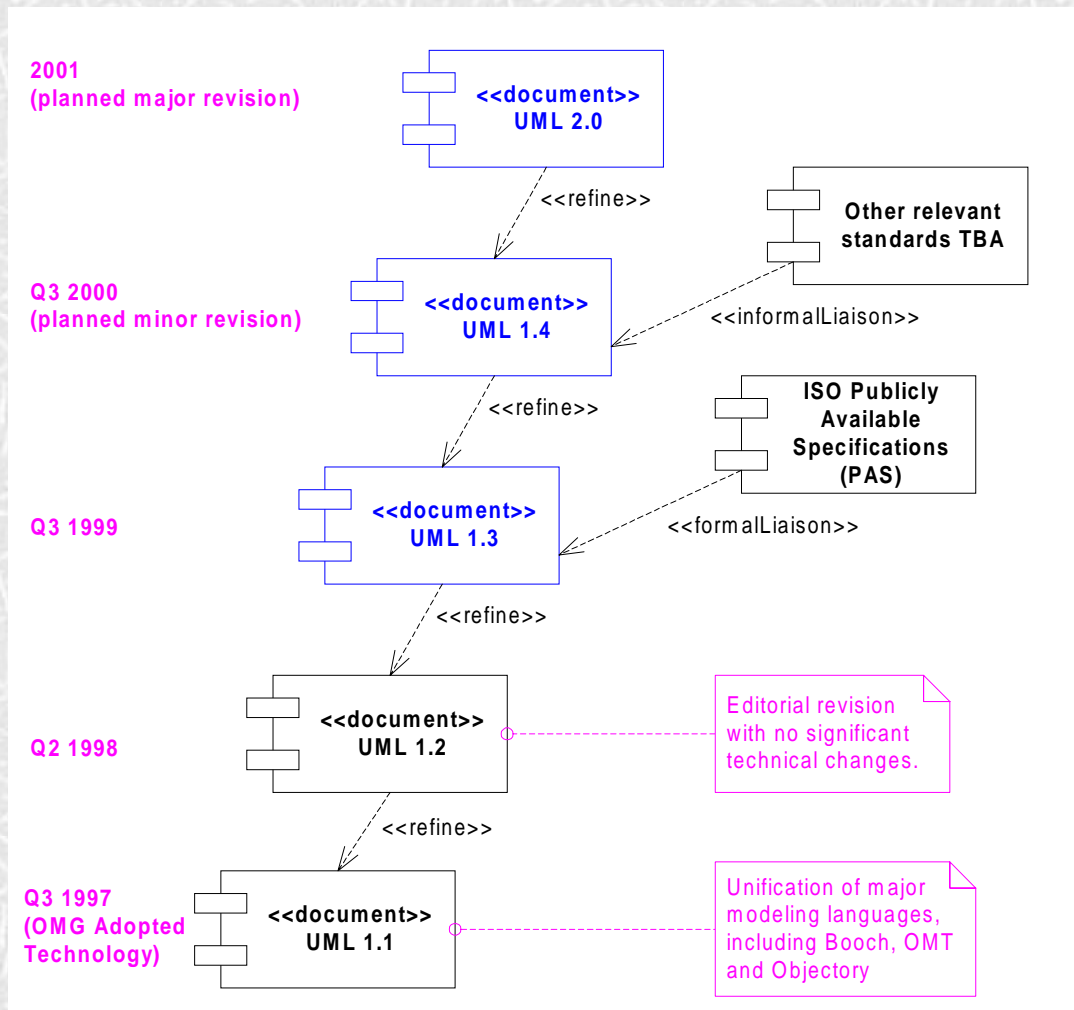 2001
(planned major revision)
<<document>>
UML 2.0
<<refine>>
Other relevant
standards TBA
Q3 2000
(planned minor revision)
<<document>>
UML 1.4
<<informalLiaison>>
<<refine>>
ISO Publicly
Available
Specifications
(PAS)
Q3 1999
<<document>>
UML 1.3
<<formalLiaison>>
<<refine>>
Q2 1998
<<document>>
UML 1.2
Editorial revision
with no significant
technical changes.
<<refine>>
Q3 1997
(OMG Adopted
Technology)
<<document>>
UML 1.1
Unification of major
modeling languages,
including Booch, OMT
and Objectory